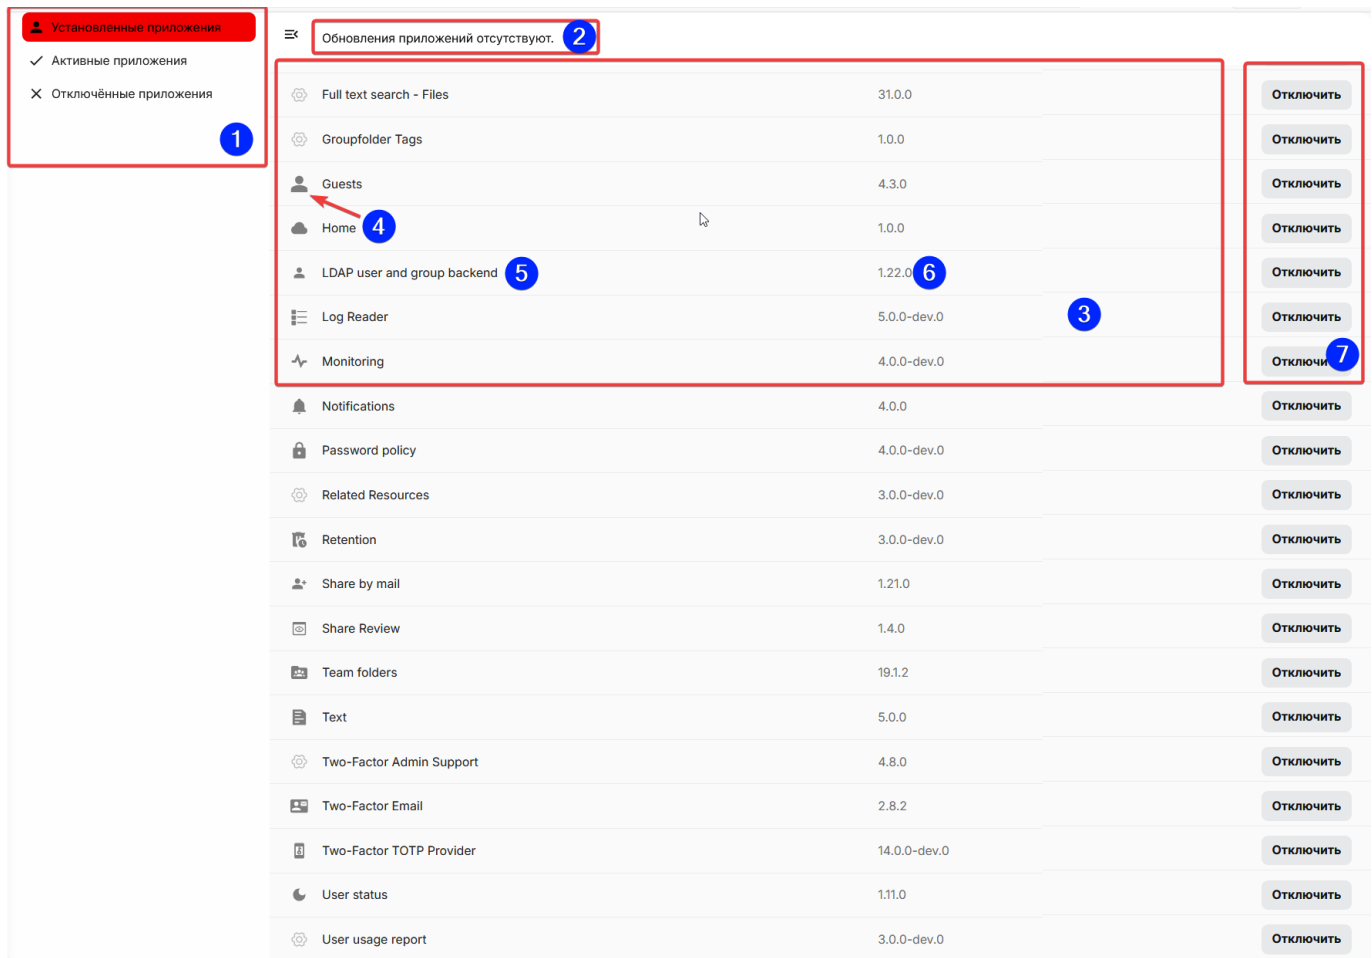 Установленные приложения
Активные приложения
Отключённые приложения
1
Обновления приложений отсутствуют. 2
Full text search - Files 31.0.0 Отключить
Groupfolder Tags 1.0.0 Отключить
Guests 4.3.0 Отключить
4
Home 1.0.0 Отключить
LDAP user and group backend 5 1.22.0 6 Отключить
Log Reader 5.0.0-dev.0 3 Отключить
Monitoring 4.0.0-dev.0 Отключи 7
Notifications 4.0.0 Отключить
Password policy 4.0.0-dev.0 Отключить
Related Resources 3.0.0-dev.0 Отключить
Retention 3.0.0-dev.0 Отключить
Share by mail 1.21.0 Отключить
Share Review 1.4.0 Отключить
Team folders 19.1.2 Отключить
Text 5.0.0 Отключить
Two-Factor Admin Support 4.8.0 Отключить
Two-Factor Email 2.8.2 Отключить
Two-Factor TOTP Provider 14.0.0-dev.0 Отключить
User status 1.11.0 Отключить
User usage report 3.0.0-dev.0 Отключить